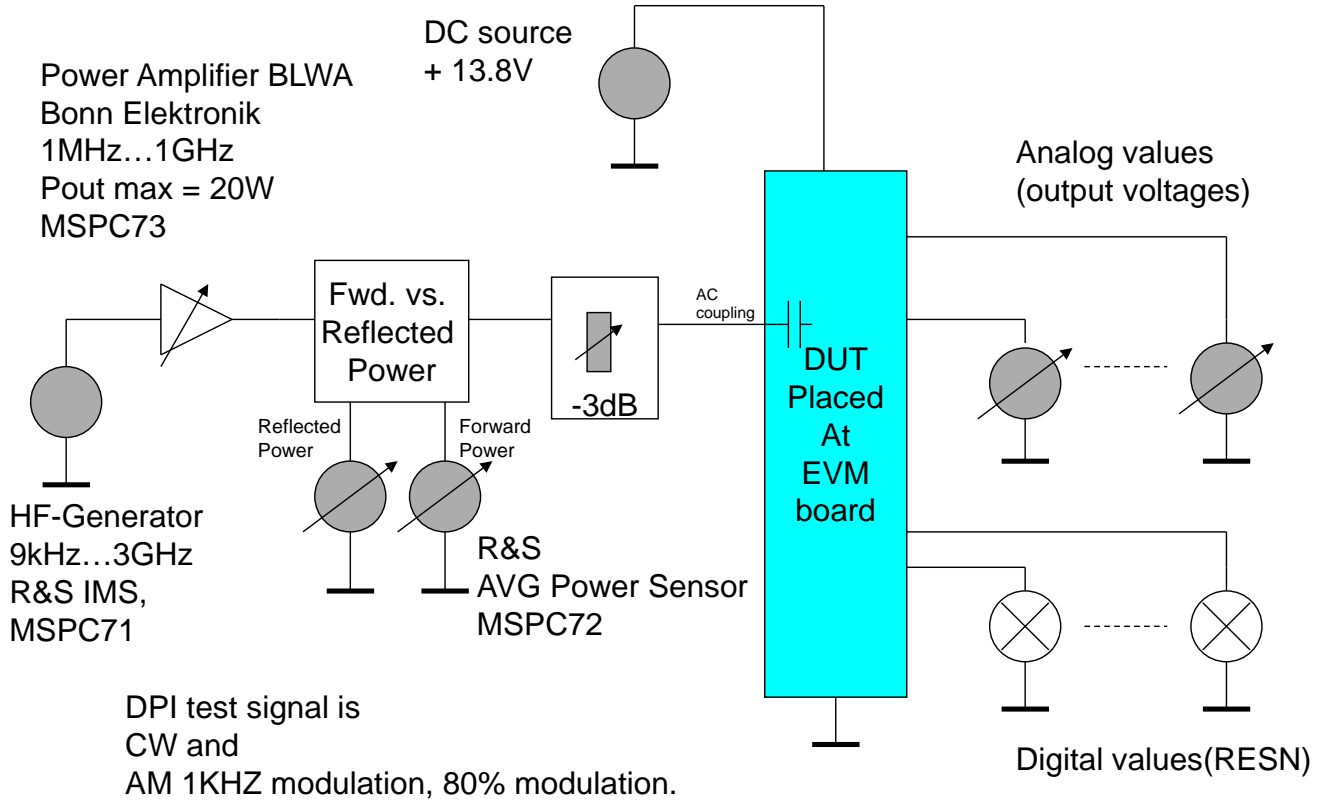 DC source
+ 13.8V
Power Amplifier BLWA
Bonn Elektronik
1MHz…1GHz
Pout max = 20W
MSPC73
Analog values
(output voltages)
Fwd. vs.
Reflected
Power
-3dB
AC
coupling
DUT
Placed
At
EVM
board
Reflected
Power
Forward
Power
HF-Generator
9kHz…3GHz
R&S IMS,
MSPC71
R&S
AVG Power Sensor
MSPC72
DPI test signal is
CW and
AM 1KHZ modulation, 80% modulation.
Digital values(RESN)